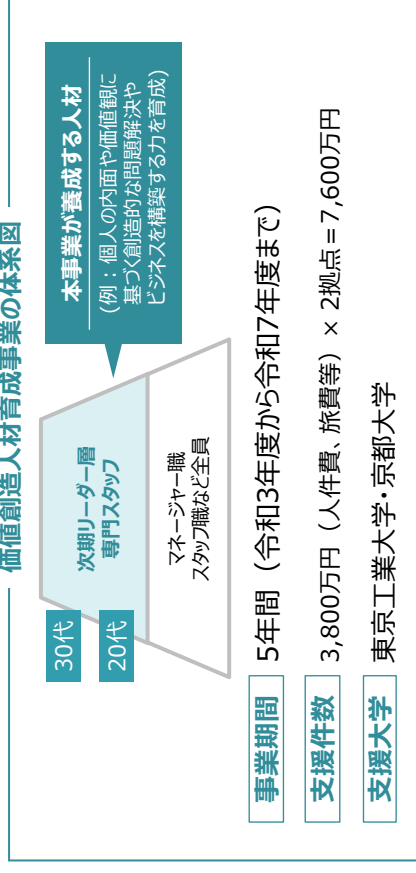 価値創造人材育成事業の体系図
30代
20代
次期リーダー層
専門スタッフ
マネージャー職
スタッフ職など全員
本事業が養成する人材
(例：個人の内面や価値観に
基づく創造的な問題解決や
ビジネスを構築する力を育成)
事業期間 5年間（令和3年度から令和7年度まで）
支援件数 3,800万円（人件費、旅費等）× 2拠点＝7,600万円
支援大学 東京工業大学・京都大学